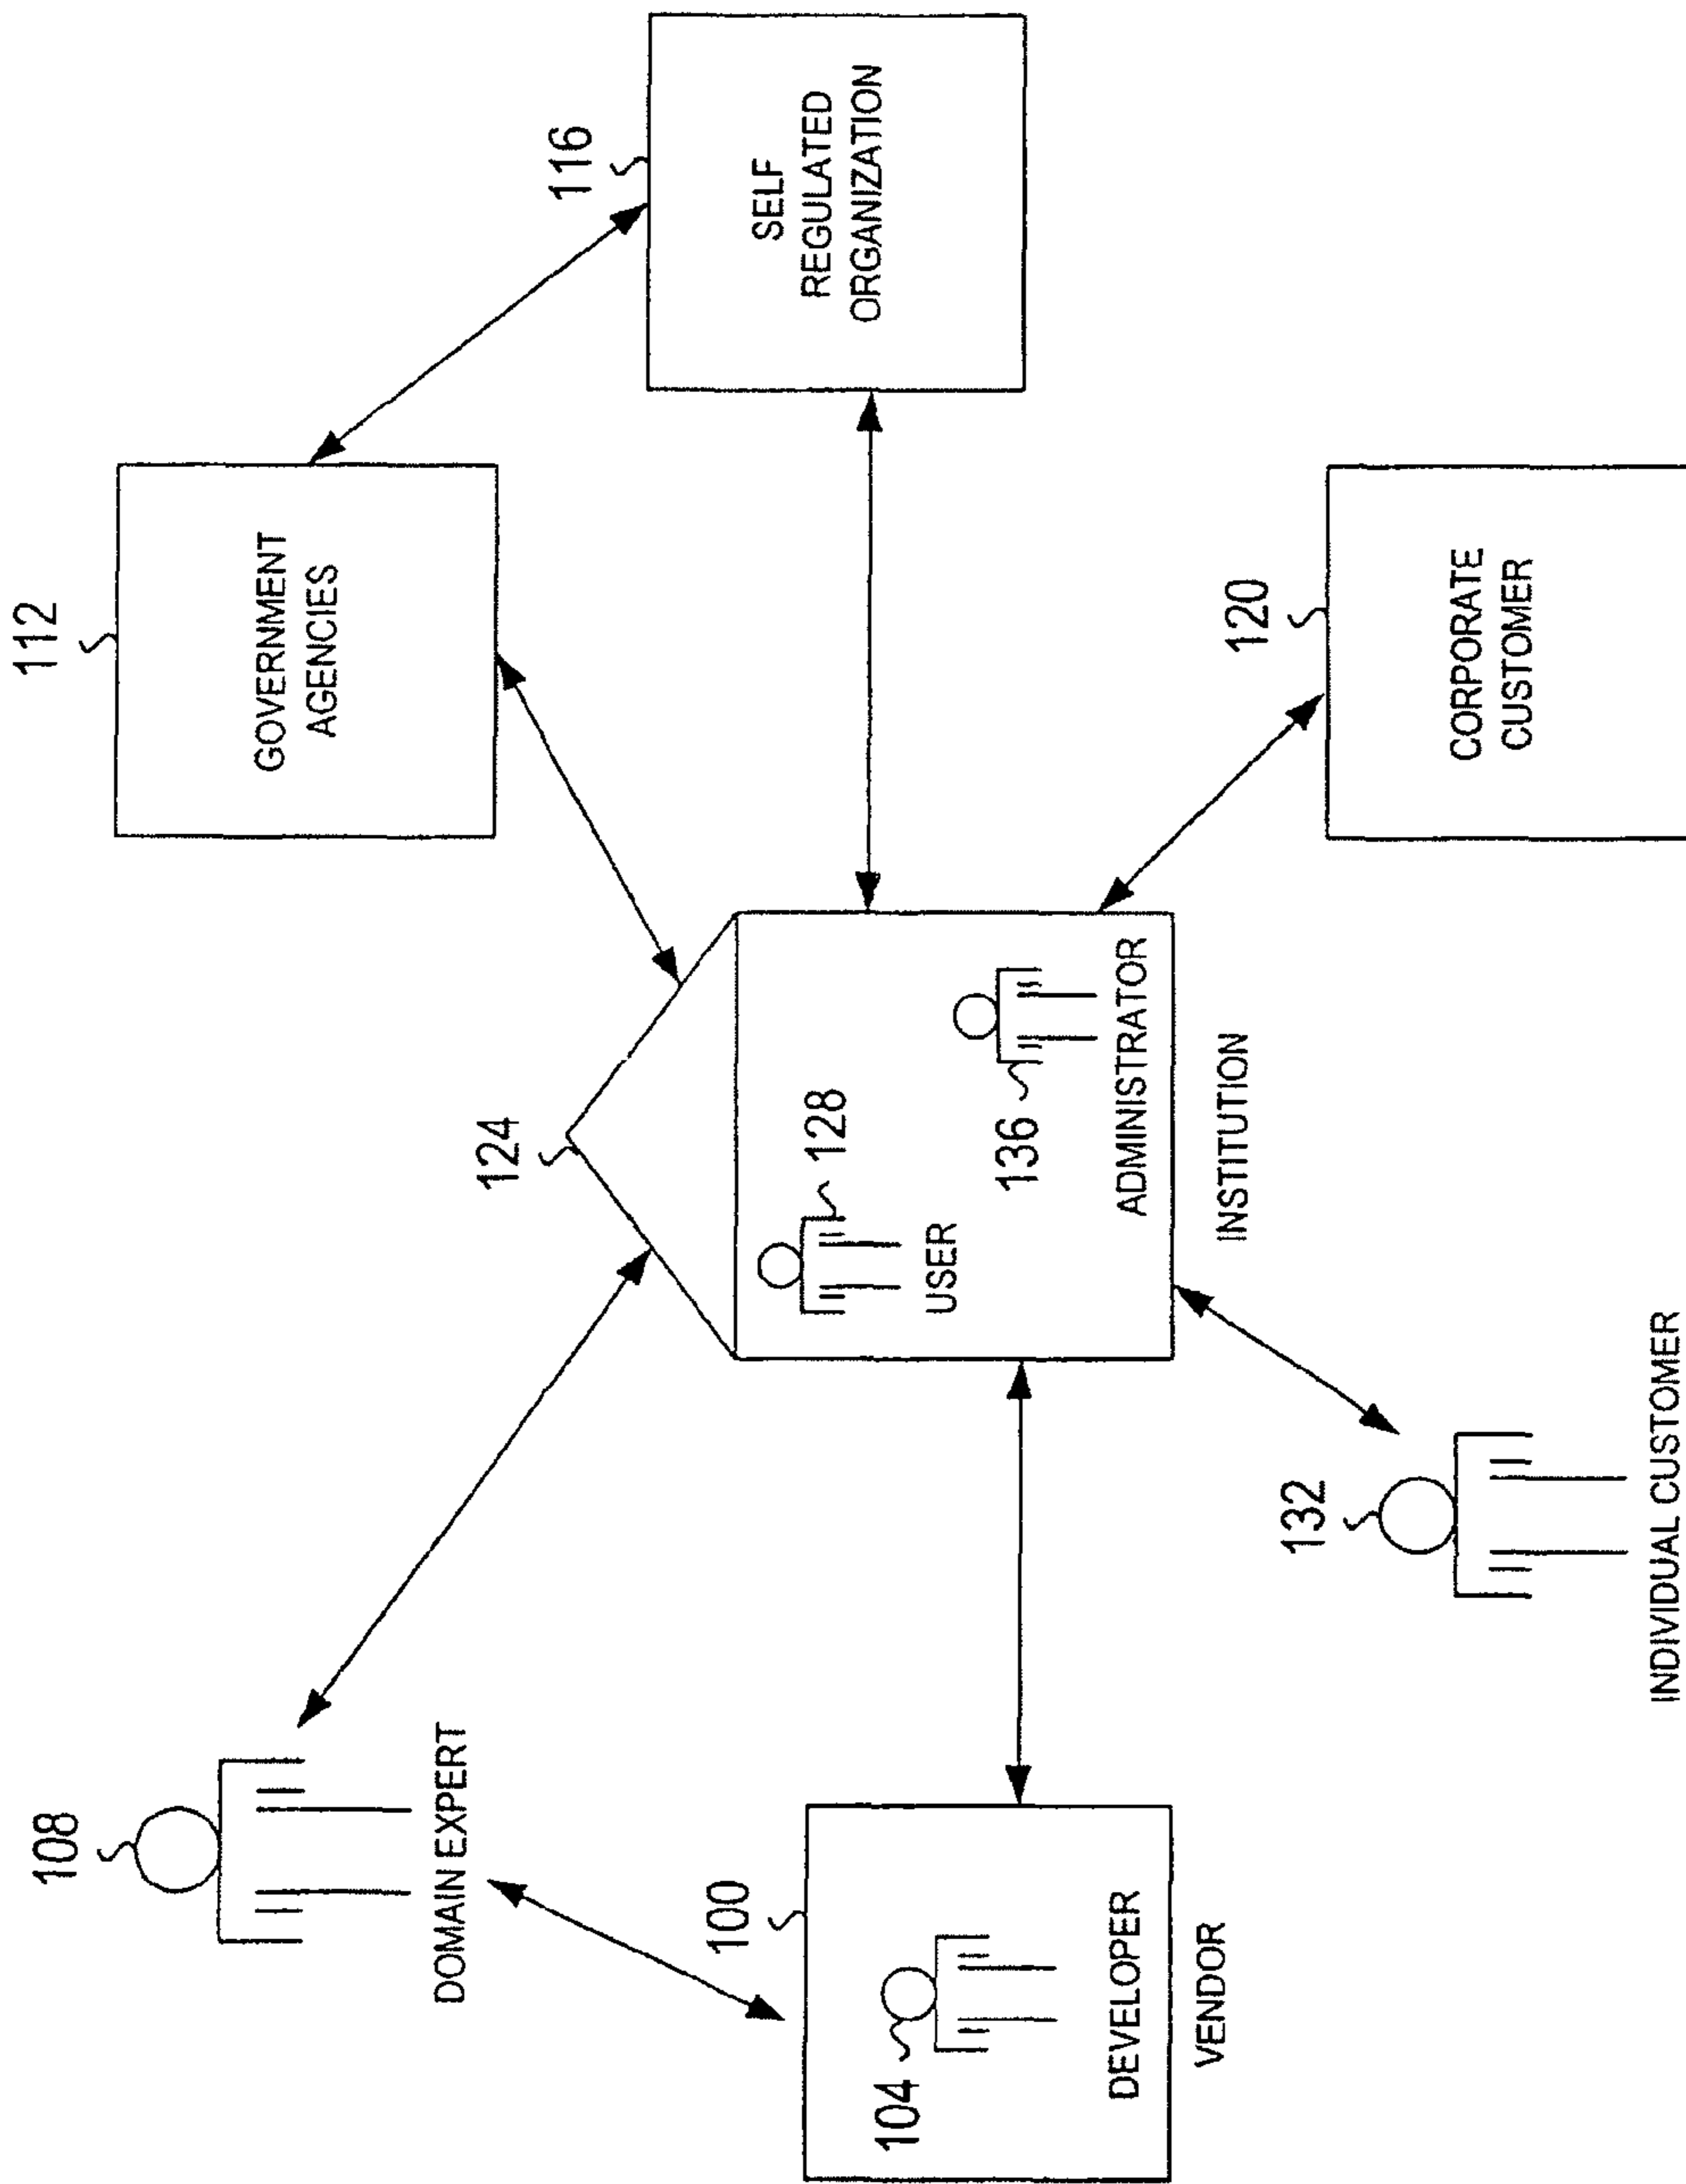 108
DOMAIN EXPERT
112
GOVERNMENT
AGENCIES
124
116
SELF
REGULATED
ORGANIZATION
100
104
DEVELOPER
VENDOR
128
USER
136
ADMINISTRATOR
INSTITUTION
132
INDIVIDUAL CUSTOMER
120
CORPORATE
CUSTOMER